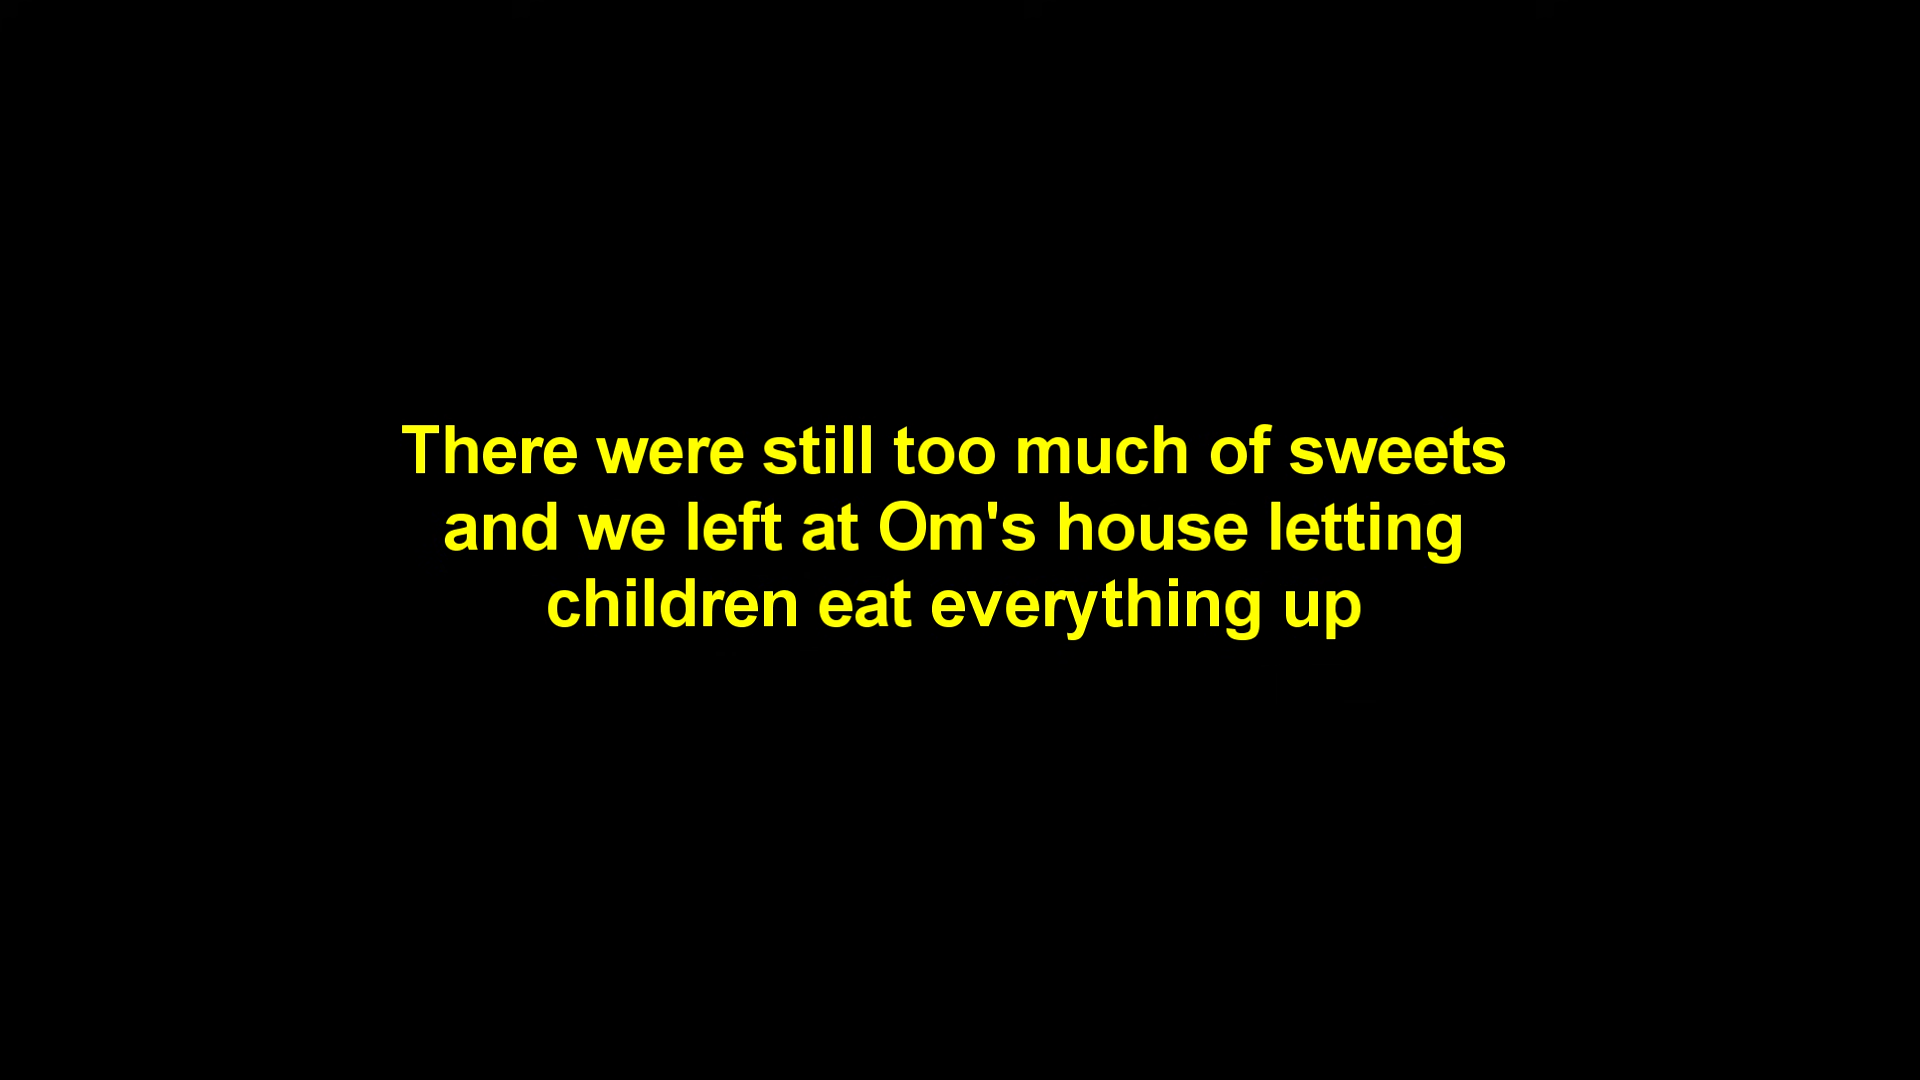 There were still too much of sweets
and we left at Om's house letting
children eat everything up